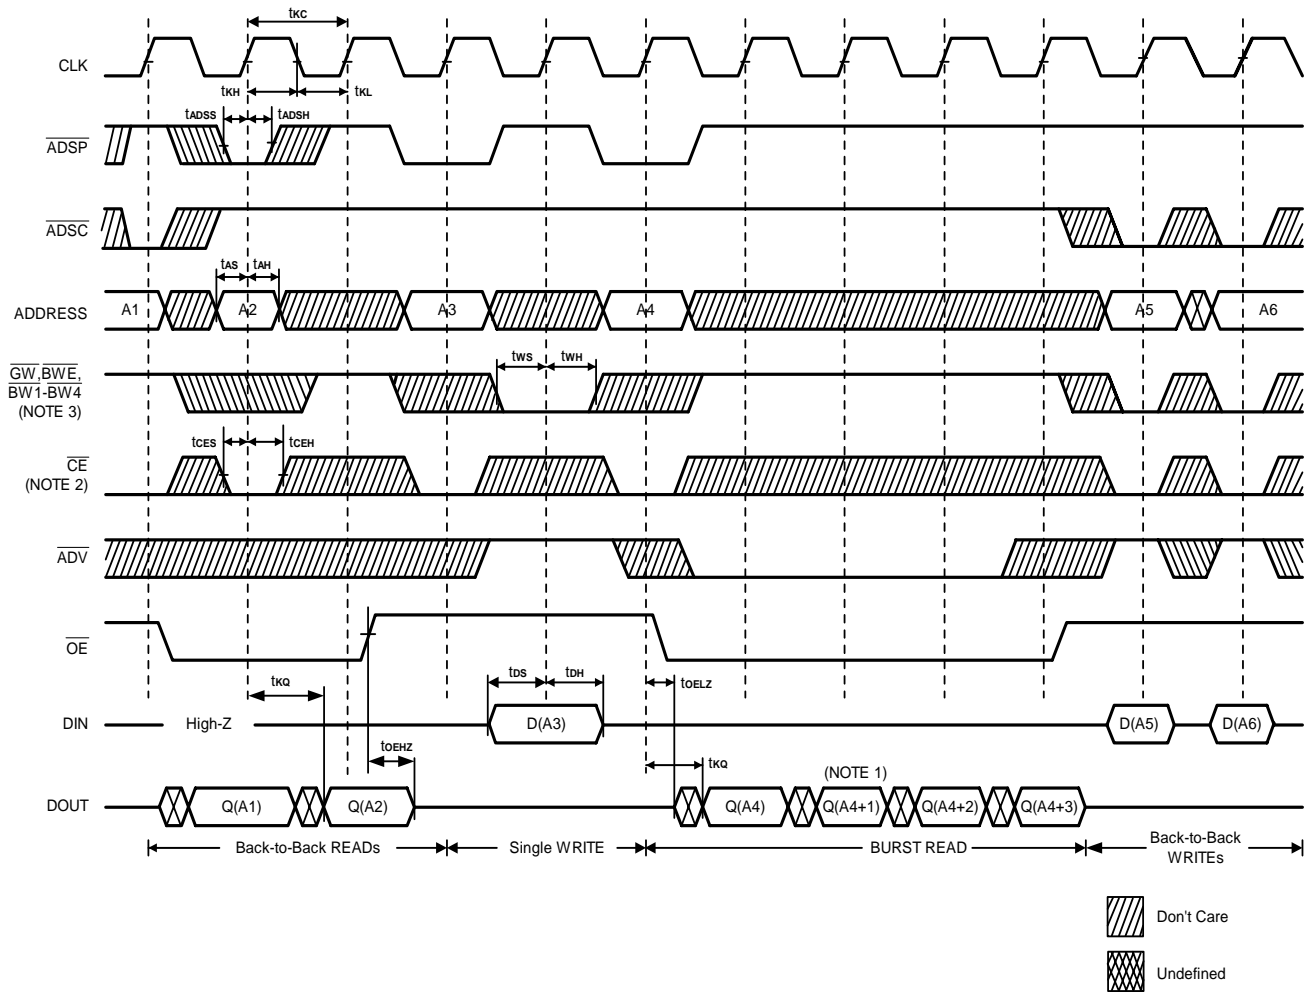 tKC
CLK
tKH
tKL
tADSS
tADSH
ADSP
ADSC
tAS
tAH
ADDRESS
A1
A2
A3
A4
A5
A6
GW,BWE,
BW1-BW4
(NOTE 3)
tWS
tWH
tCES
tCEH
CE
(NOTE 2)
ADV
OE
tKQ
tDS
tDH
tOELZ
DIN
High-Z
D(A3)
D(A5)
D(A6)
tOEHZ
tKQ
(NOTE 1)
DOUT
Q(A1)
Q(A2)
Q(A4)
Q(A4+1)
Q(A4+2)
Q(A4+3)
Back-to-Back READs
Single WRITE
BURST READ
Back-to-Back
WRITEs
Don't Care
Undefined